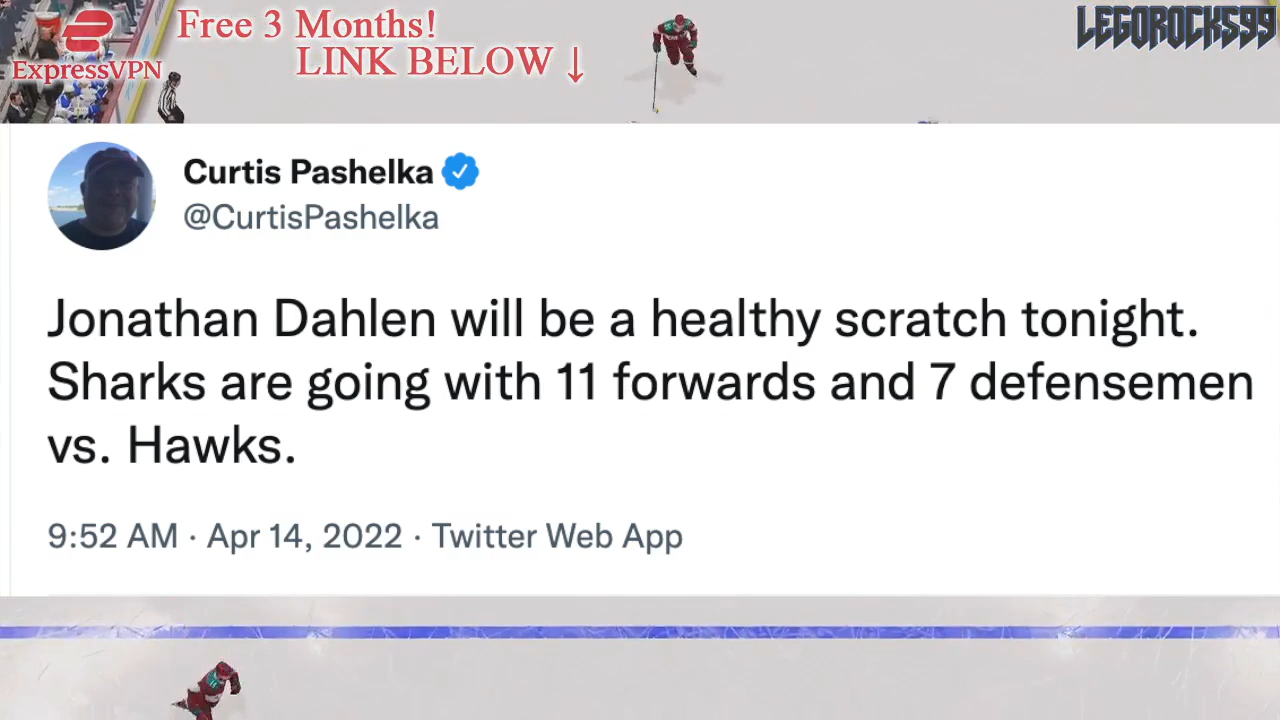 Free 3 Months!
LINK BELOW ↓
ExpressVPN
LEGOROCKS99
Curtis Pashelka
@CurtisPashelka
Jonathan Dahlen will be a healthy scratch tonight.
Sharks are going with 11 forwards and 7 defensemen
vs. Hawks.
9:52 AM · Apr 14, 2022 · Twitter Web App